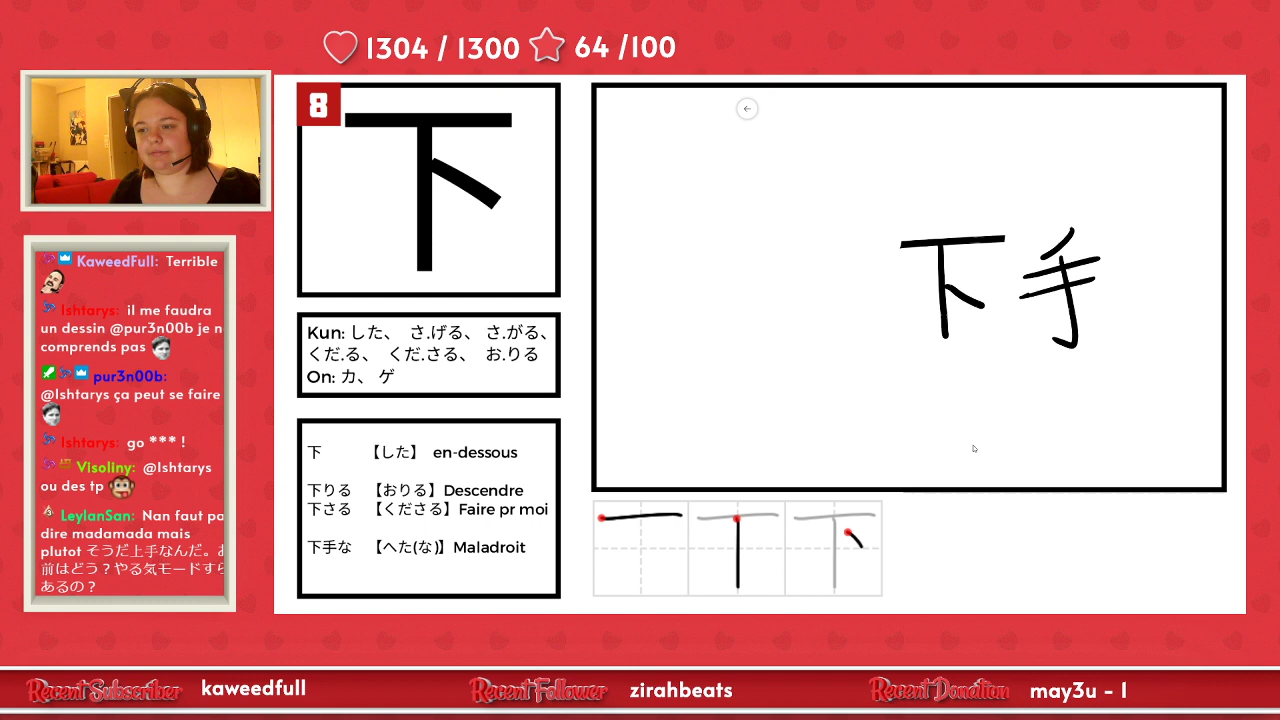 1304 / 1300 64 /100
8
下
下手
Kun: した、 さ.げる、 さ.がる、
くだ.る、 くだ.さる、 お.りる
On: カ、 ゲ
下 【した】 en-dessous
下りる 【おりる】Descendre
下さる 【くださる】Faire pr moi
下手な 【へた(な)】Maladroit
KaweedFull: Terrible
Ishtarys: il me faudra
un dessin @pur3n00b je n
comprends pas
pur3n00b:
@Ishtarys ça peut se faire
Ishtarys: go *** !
Visoliny: @Ishtarys
ou des tp
LeylanSan: Nan faut pa
dire madamada mais
plutot そうだ上手なんだ。お
前はどう？やる気モードすら
あるの？
Recent Subscriber kaweedfull
Recent Follower zirahbeats
Recent Donation may3u - 1